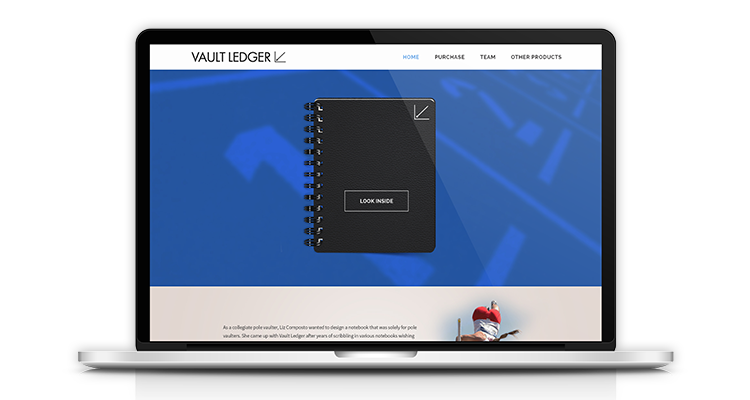 VAULT LEDGER
HOME PURCHASE TEAM OTHER PRODUCTS
LOOK INSIDE
As a collegiate pole vaulter, Liz Correposto wanted to design a notebook that was solely for pole
vaulters. She came up with Vault Ledger after years of scribbling in various notebooks wishing